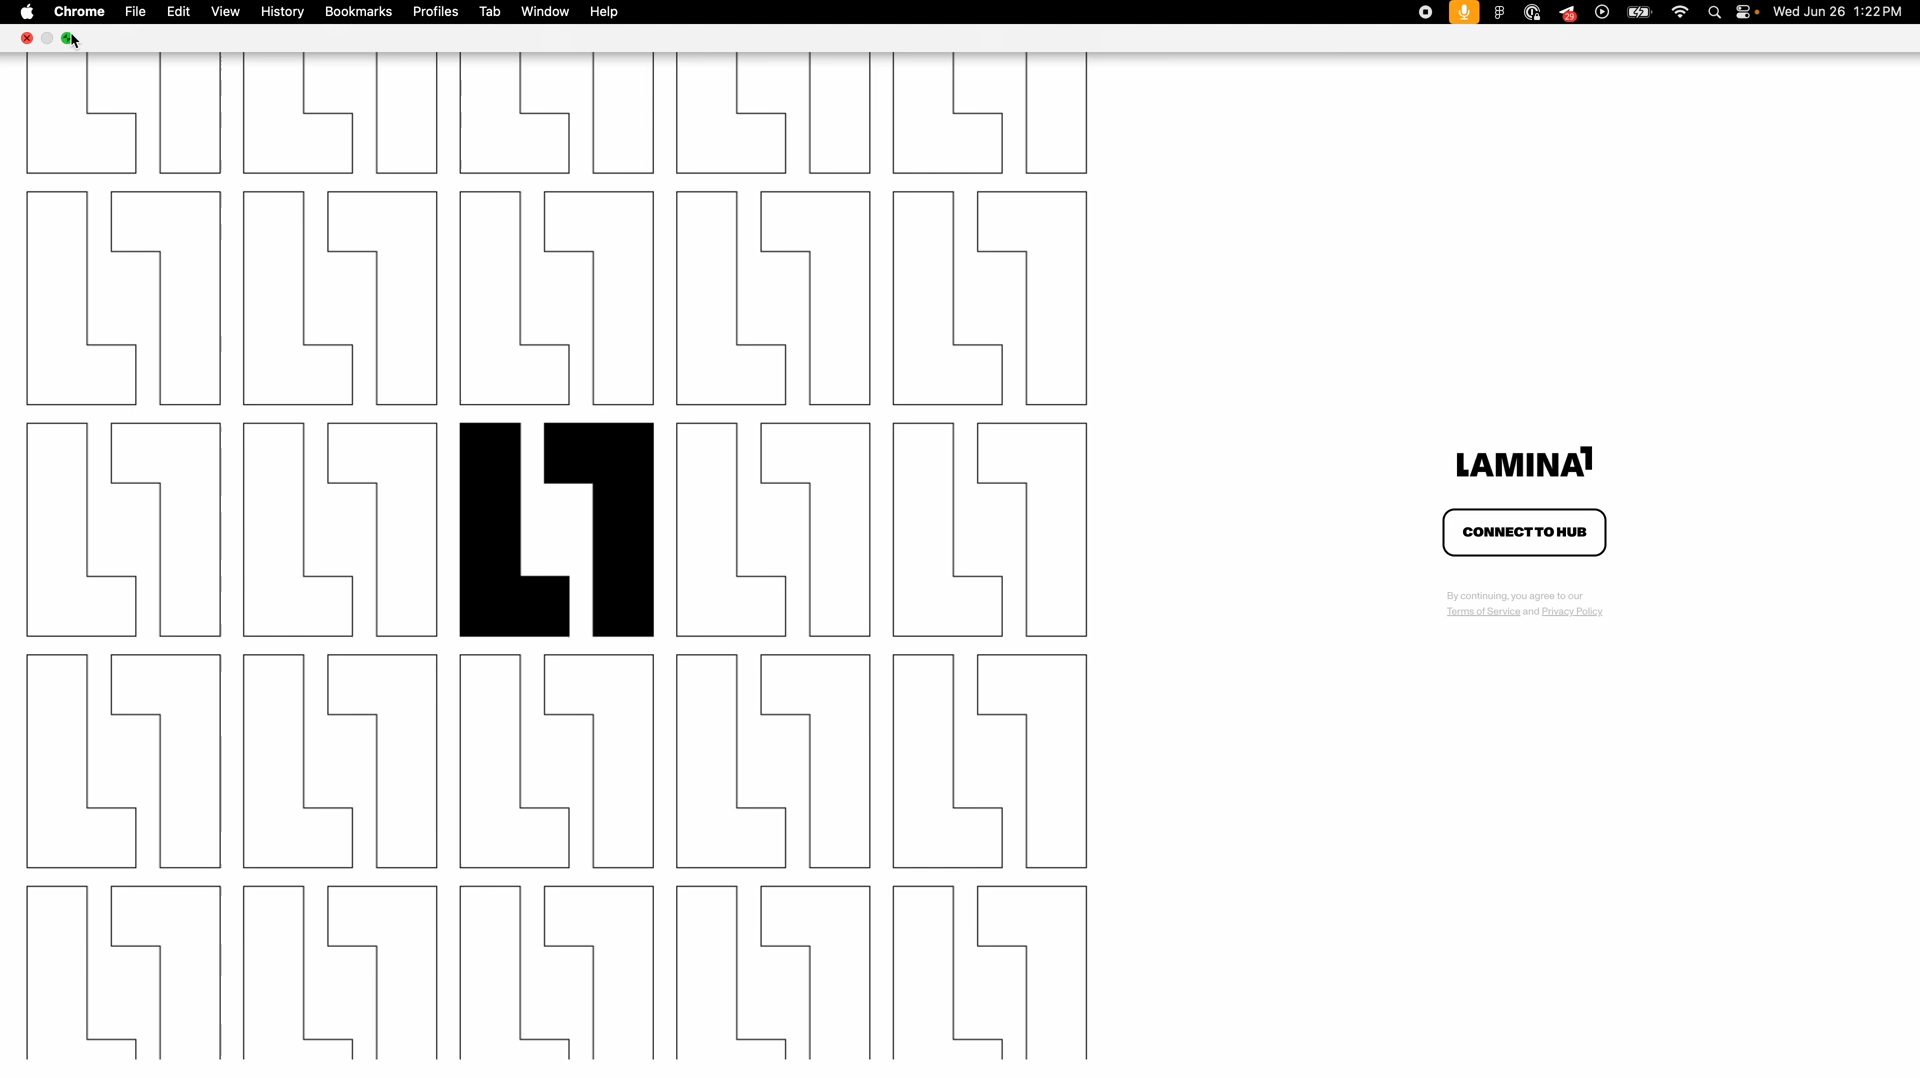 Chrome File Edit View History Bookmarks Profiles Tab Window Help 29 Wed Jun 26 1:22 PM
LAMINA1
CONNECT TO HUB
By continuing, you agree to our
Terms of Service and Privacy Policy